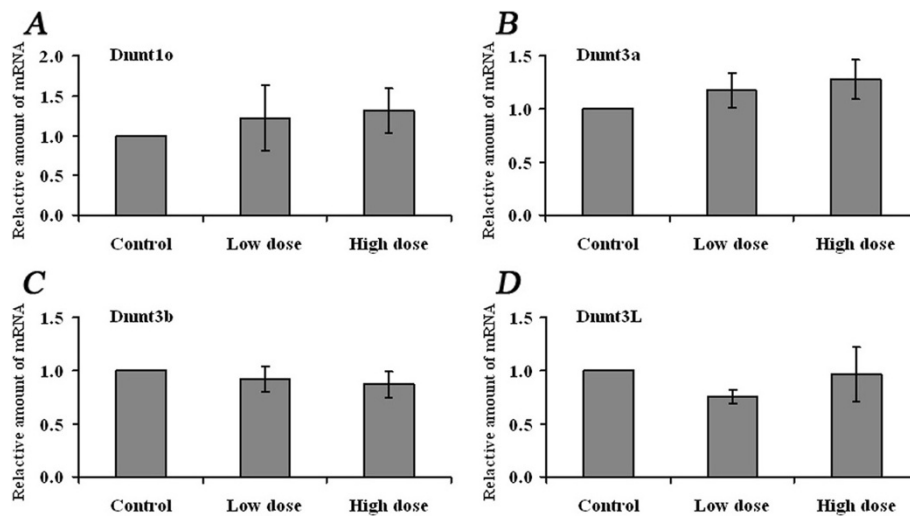 A
Relactive amount of mRNA
Dnmt1o
2.0
1.5
1.0
0.5
0.0
Control Low dose High dose
B
Relactive amount of mRNA
Dnmt3a
1.5
1.0
0.5
0.0
Control Low dose High dose
C
Relactive amount of mRNA
Dnmt3b
1.5
1.0
0.5
0.0
Control Low dose High dose
D
Relactive amount of mRNA
Dnmt3L
1.5
1.0
0.5
0.0
Control Low dose High dose